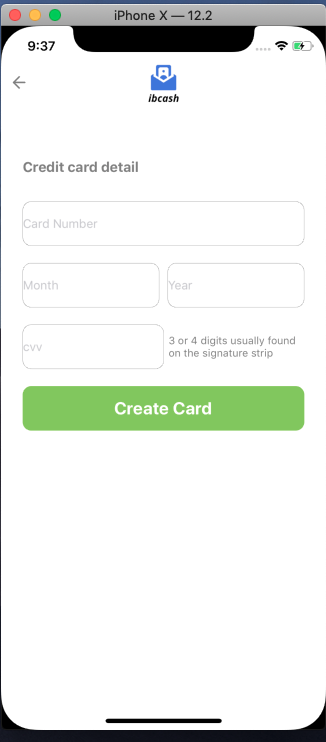 iPhone X — 12.2
9:37
ibcash
Credit card detail
Card Number
Month
Year
cvv
3 or 4 digits usually found
on the signature strip
Create Card